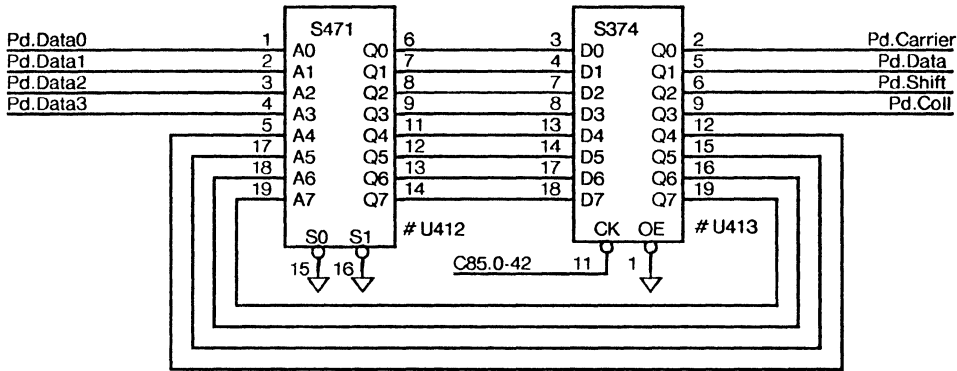 S471 S374
Pd.Data0 1 A0 Q0 6 3 D0 Q0 2 Pd.Carrier
Pd.Data1 2 A1 Q1 7 4 D1 Q1 5 Pd.Data
Pd.Data2 3 A2 Q2 8 7 D2 Q2 6 Pd.Shift
Pd.Data3 4 A3 Q3 9 8 D3 Q3 9 Pd.Coll
5 A4 Q4 11 13 D4 Q4 12
17 A5 Q5 12 14 D5 Q5 15
18 A6 Q6 13 17 D6 Q6 16
19 A7 Q7 14 18 D7 Q7 19
S0 S1 # U412 CK OE # U413
15 16 C85.0-42 11 1